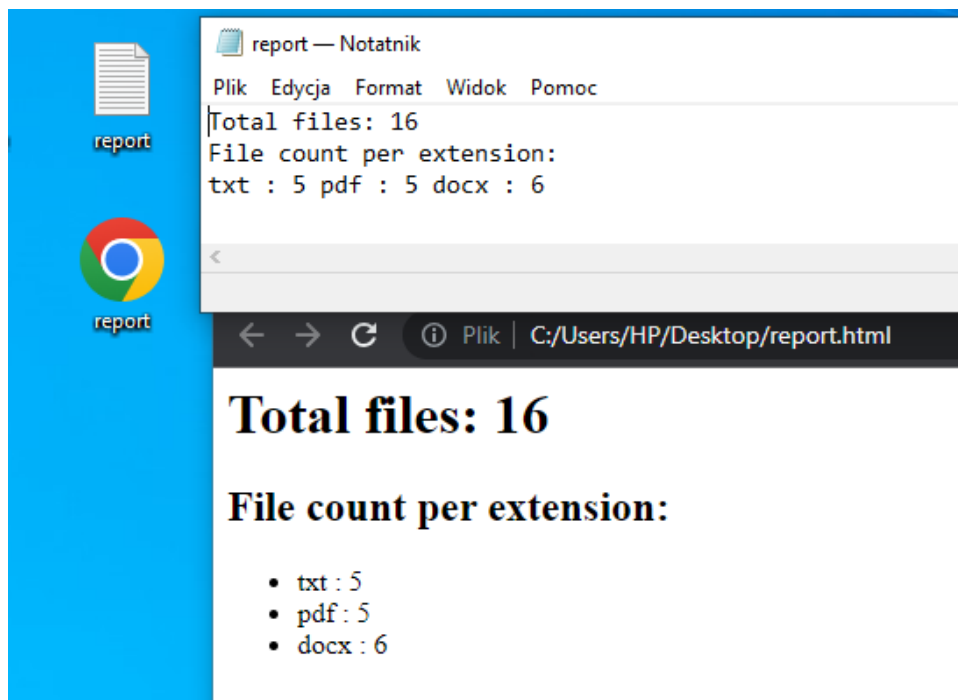 report
report
report — Notatnik
Plik Edycja Format Widok Pomoc
Total files: 16
File count per extension:
txt : 5 pdf : 5 docx : 6
Plik | C:/Users/HP/Desktop/report.html
Total files: 16
File count per extension:
• txt : 5
• pdf : 5
• docx : 6